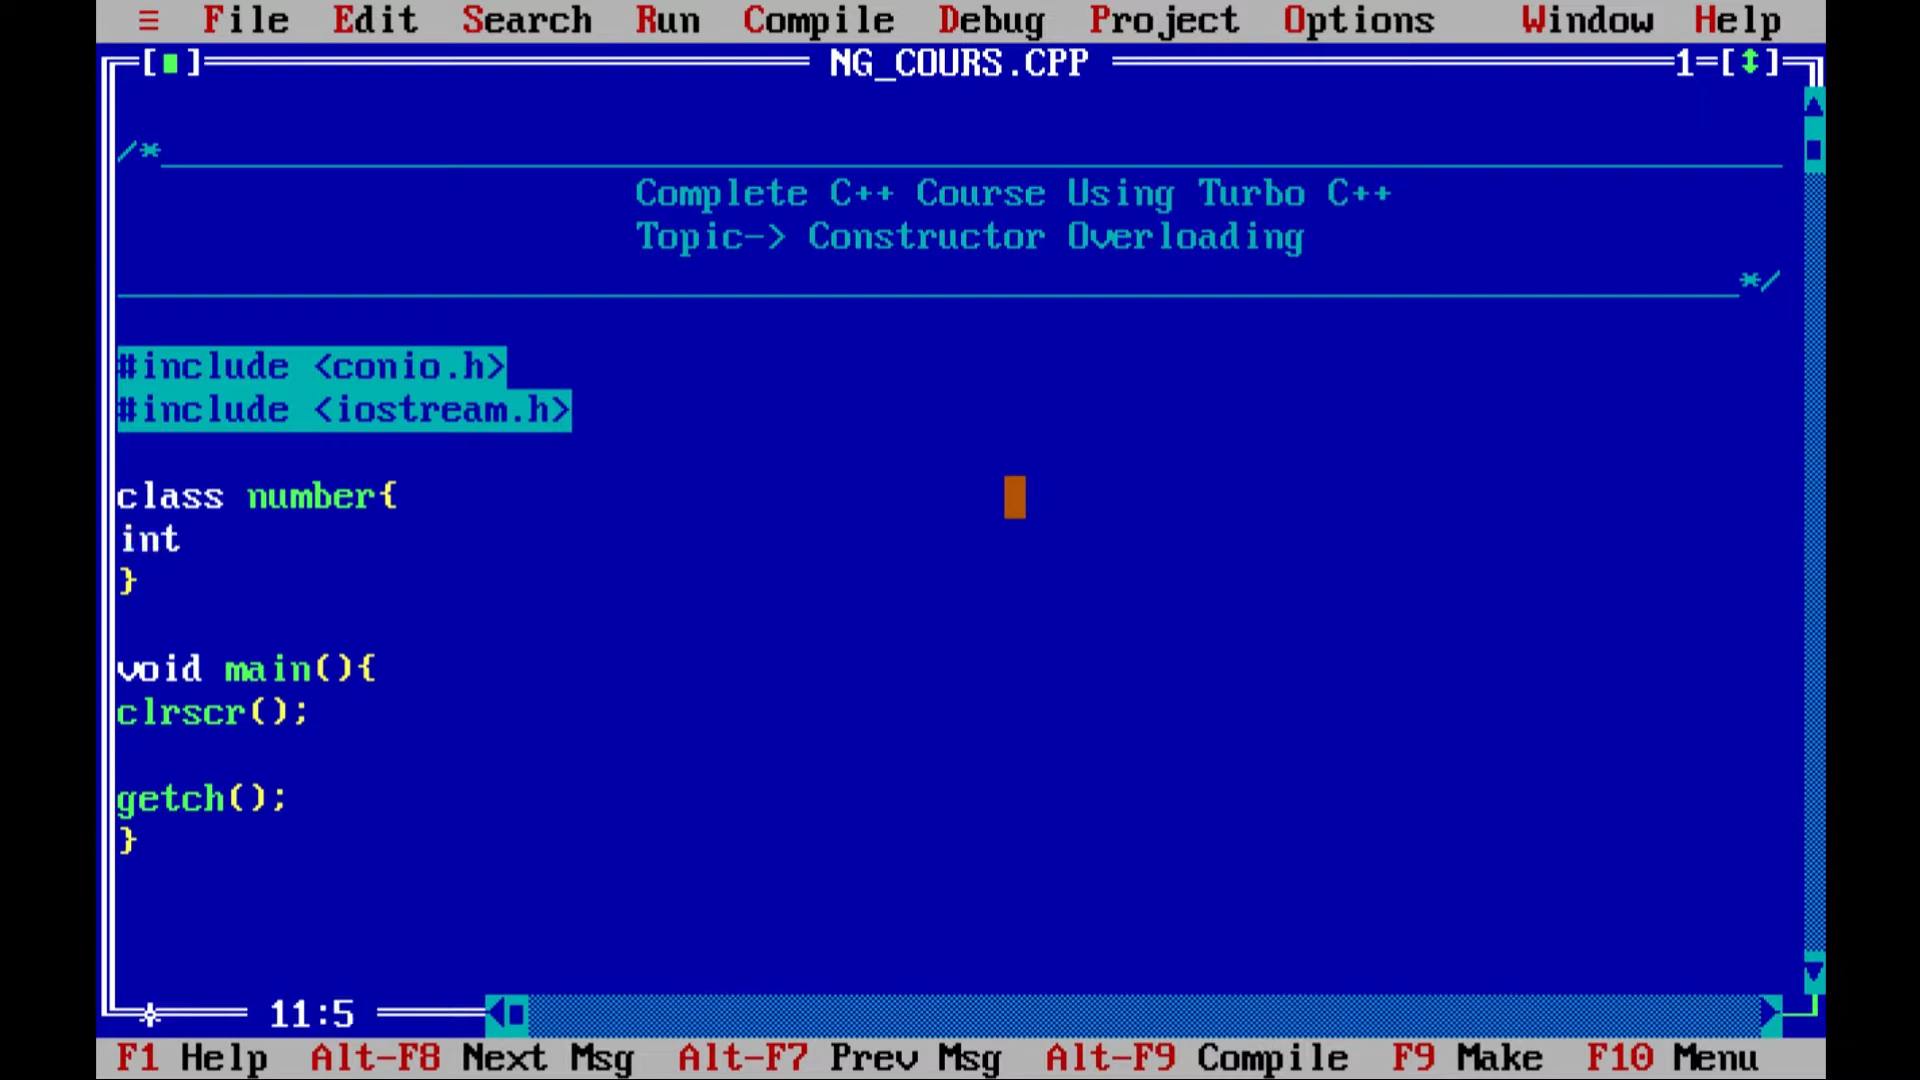 ≡ File Edit Search Run Compile Debug Project Options Window Help
[■] NG_COURS.CPP 1=[↕]
/*
Complete C++ Course Using Turbo C++
Topic-> Constructor Overloading
*/
#include <conio.h>
#include <iostream.h>
class number{
int
}
void main(){
clrscr();
getch();
}
11:5
F1 Help Alt-F8 Next Msg Alt-F7 Prev Msg Alt-F9 Compile F9 Make F10 Menu